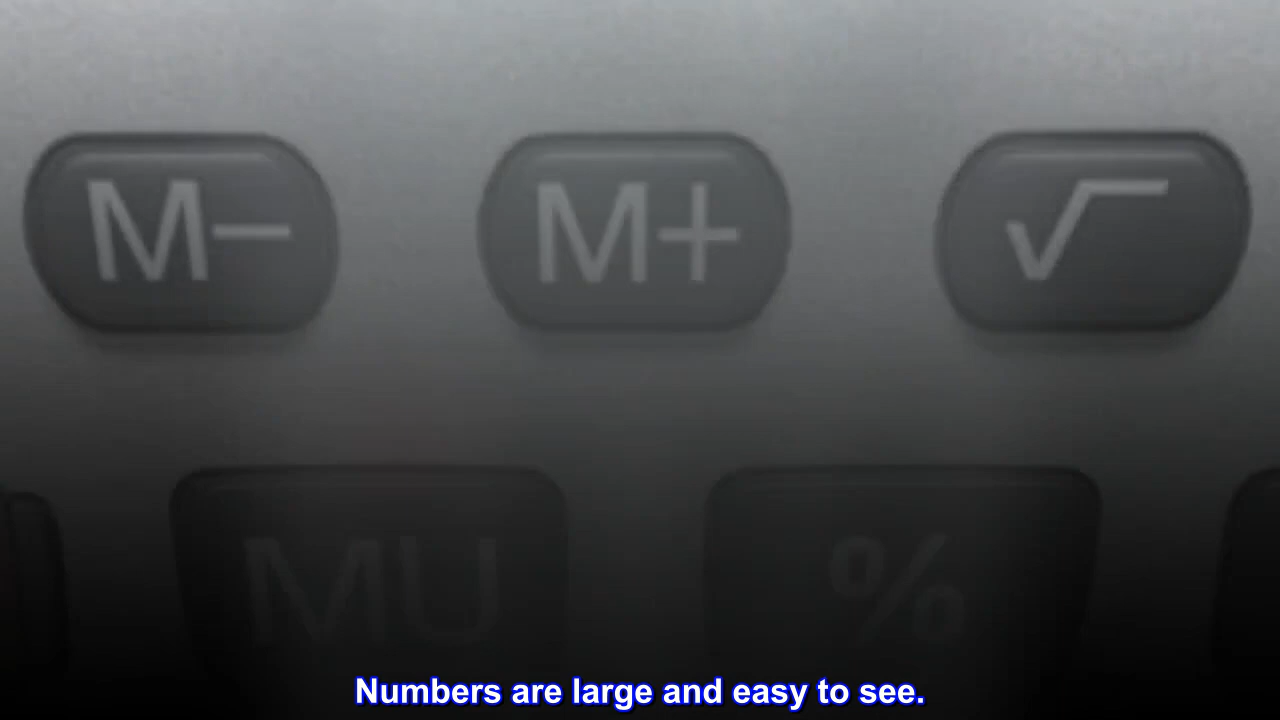 M− M+ √
MU %
Numbers are large and easy to see.